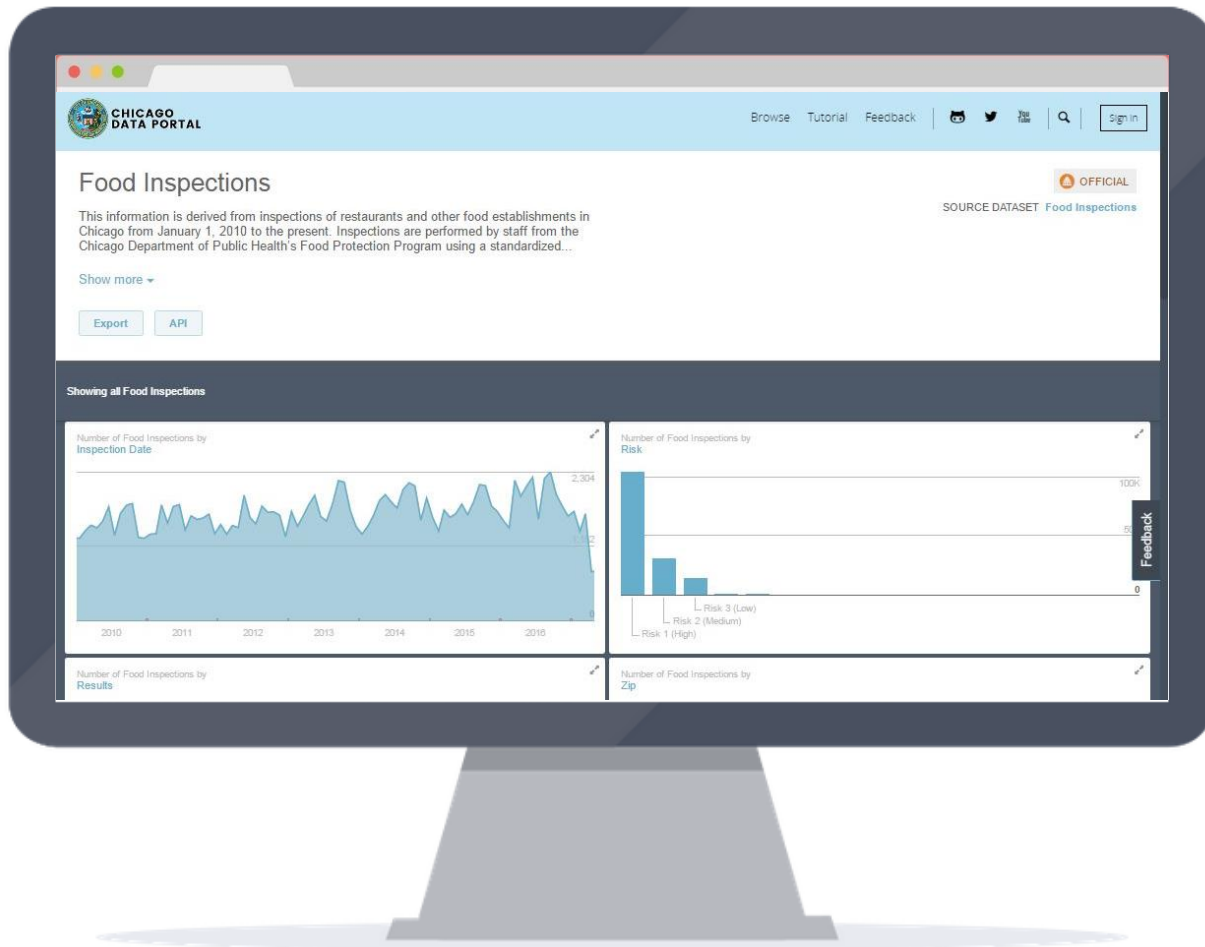 CHICAGO
DATA PORTAL
Browse Tutorial Feedback
You
Tube
Sign In
Food Inspections
OFFICIAL
SOURCE DATASET Food Inspections
This information is derived from inspections of restaurants and other food establishments in
Chicago from January 1, 2010 to the present. Inspections are performed by staff from the
Chicago Department of Public Health's Food Protection Program using a standardized...
Show more
Export API
Showing all Food Inspections
Number of Food Inspections by
Inspection Date
2,304
0
2010 2011 2012 2013 2014 2015 2016
Number of Food Inspections by
Risk
100K
0
Risk 3 (Low)
Risk 2 (Medium)
Risk 1 (High)
Feedback
Number of Food Inspections by
Results
Number of Food Inspections by
Zip